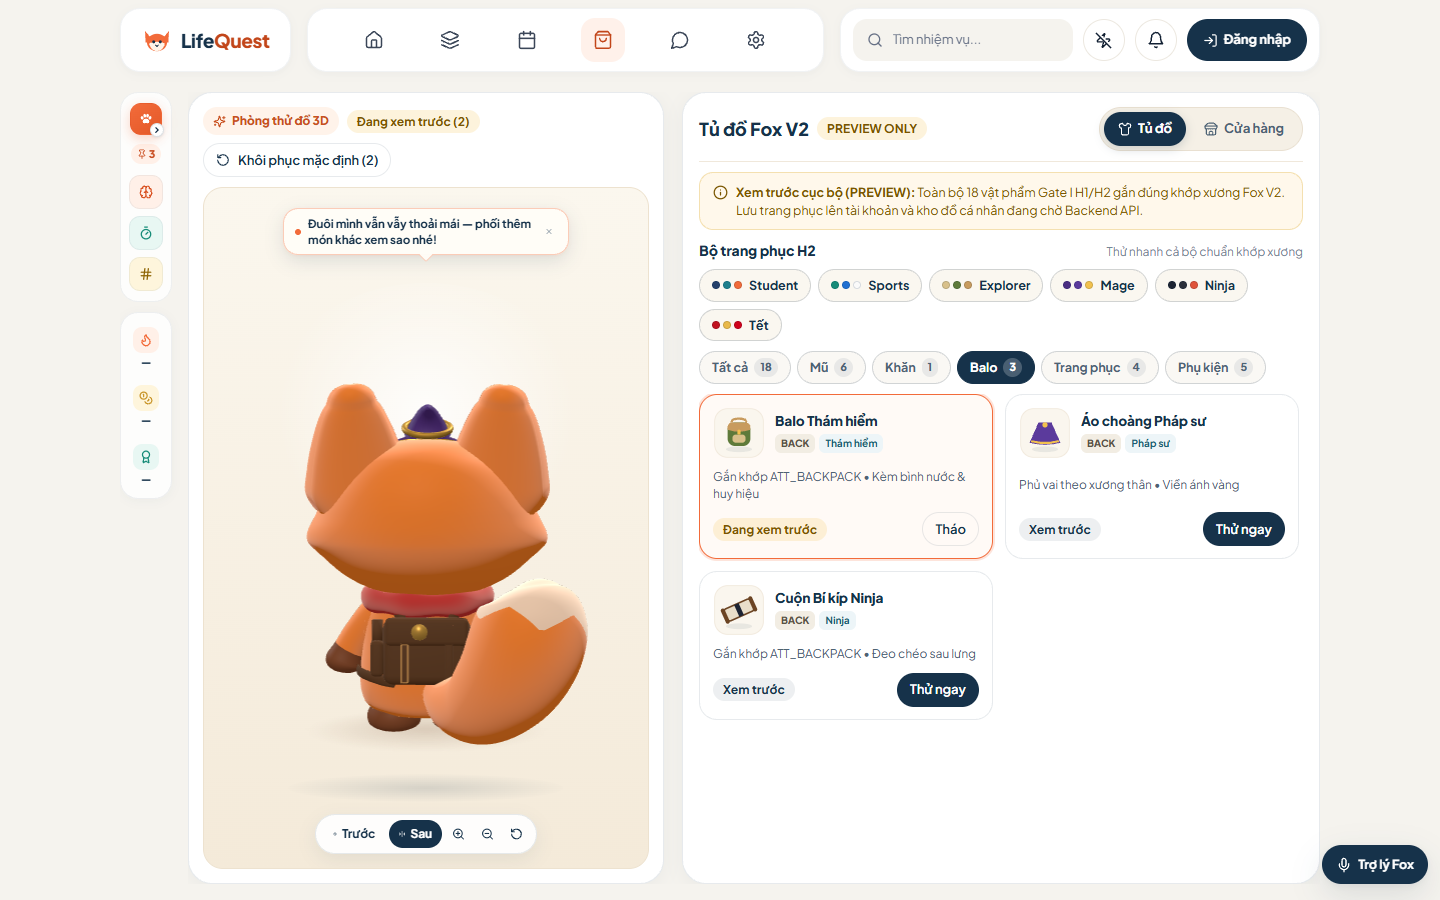 LifeQuest
Tìm nhiệm vụ...
Đăng nhập
3
Phòng thử đồ 3D
Đang xem trước (2)
Khôi phục mặc định (2)
Đuôi mình vẫn vẫy thoải mái — phối thêm
món khác xem sao nhé!
Trước
Sau
Tủ đồ Fox V2
PREVIEW ONLY
Tủ đồ
Cửa hàng
Xem trước cục bộ (PREVIEW): Toàn bộ 18 vật phẩm Gate I H1/H2 gắn đúng khớp xương Fox V2.
Lưu trang phục lên tài khoản và kho đồ cá nhân đang chờ Backend API.
Bộ trang phục H2
Thử nhanh cả bộ chuẩn khớp xương
Student
Sports
Explorer
Mage
Ninja
Tết
Tất cả 18
Mũ 6
Khăn 1
Balo 3
Trang phục 4
Phụ kiện 5
Balo Thám hiểm
BACK
Thám hiểm
Gắn khớp ATT_BACKPACK • Kèm bình nước &
huy hiệu
Đang xem trước
Tháo
Áo choàng Pháp sư
BACK
Pháp sư
Phủ vai theo xương thân • Viền ánh vàng
Xem trước
Thử ngay
Cuộn Bí kíp Ninja
BACK
Ninja
Gắn khớp ATT_BACKPACK • Đeo chéo sau lưng
Xem trước
Thử ngay
Trợ lý Fox